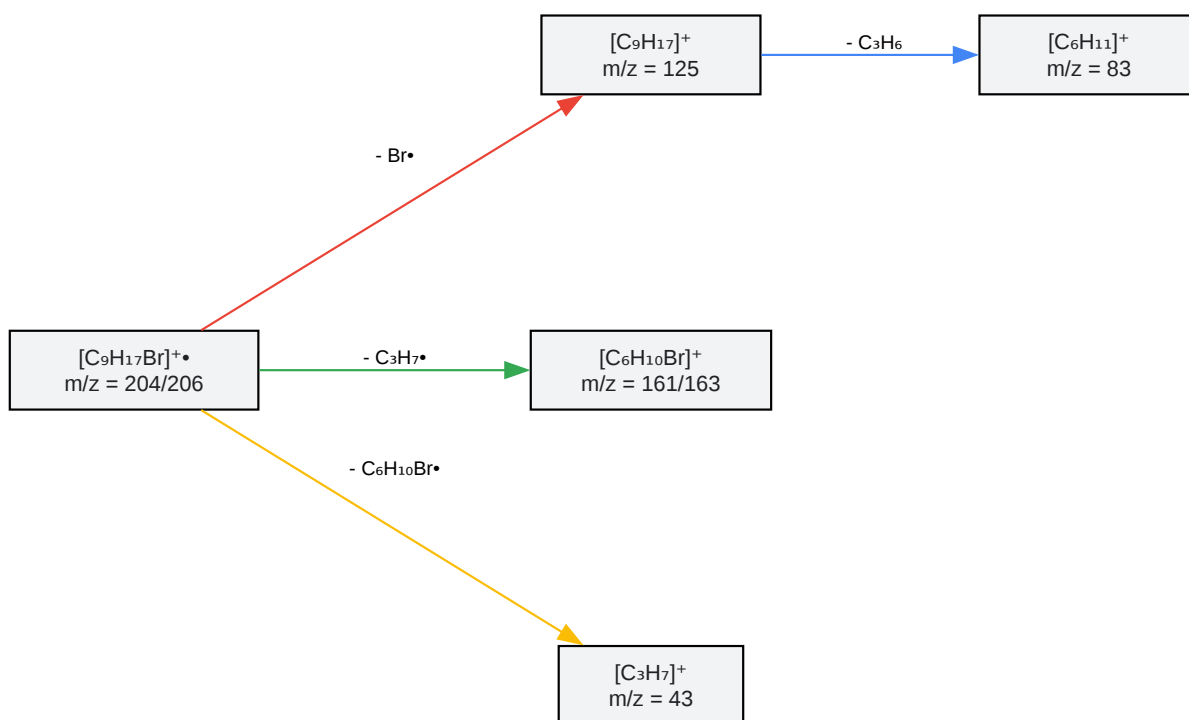 [C₉H₁₇]⁺
m/z = 125
- C₃H₆
[C₆H₁₁]⁺
m/z = 83
- Br•
[C₉H₁₇Br]⁺•
m/z = 204/206
- C₃H₇•
[C₆H₁₀Br]⁺
m/z = 161/163
- C₆H₁₀Br•
[C₃H₇]⁺
m/z = 43